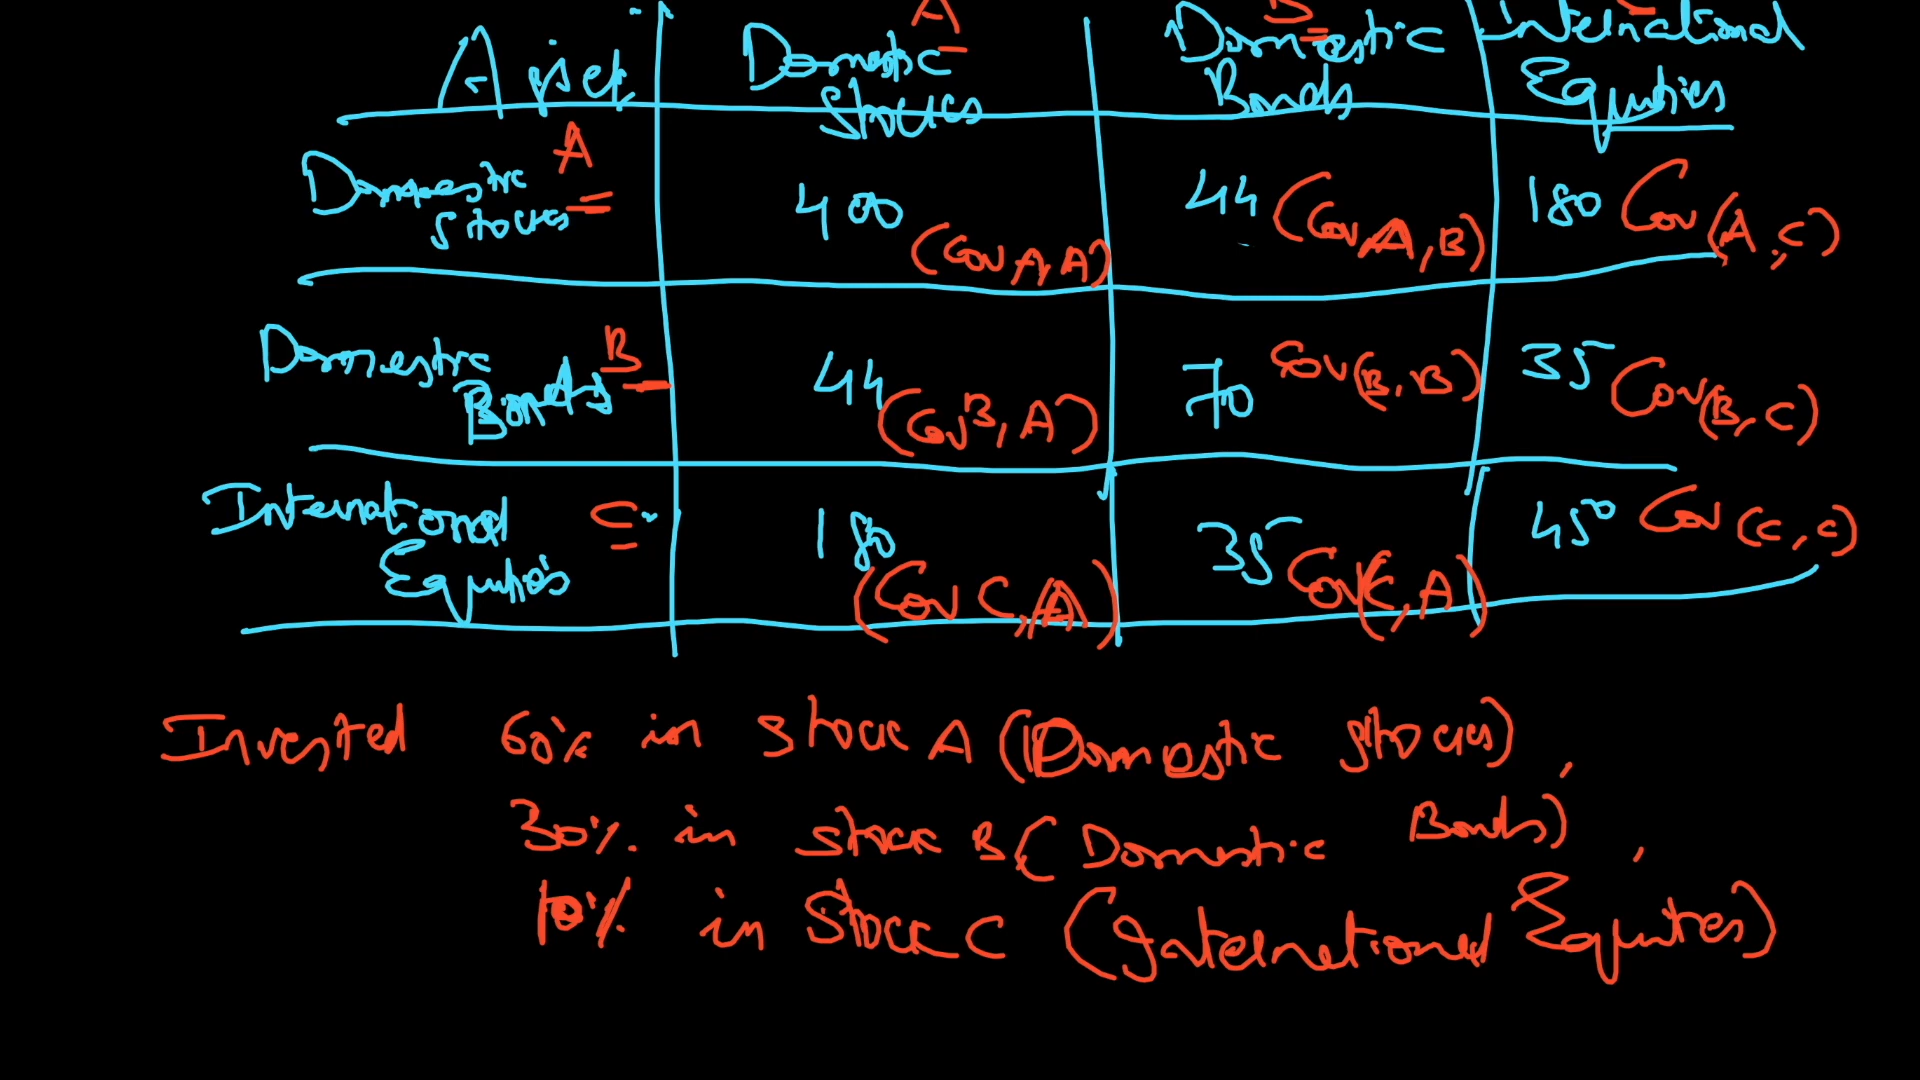 Asset Domestic Stocks A Domestic Bonds B International Equities
Domestic Stocks A 400 (Cov A, A) 44 (Cov A, B) 180 Cov (A, C)
Domestic Bonds B 44 (Cov B, A) 70 Cov (B, B) 35 Cov (B, C)
International Equities C 180 (Cov C, A) 35 Cov (C, A) 450 Cov (C, C)
Invested 60% in Stock A (Domestic Stocks),
30% in Stock B (Domestic Bonds),
10% in Stock C (International Equities)